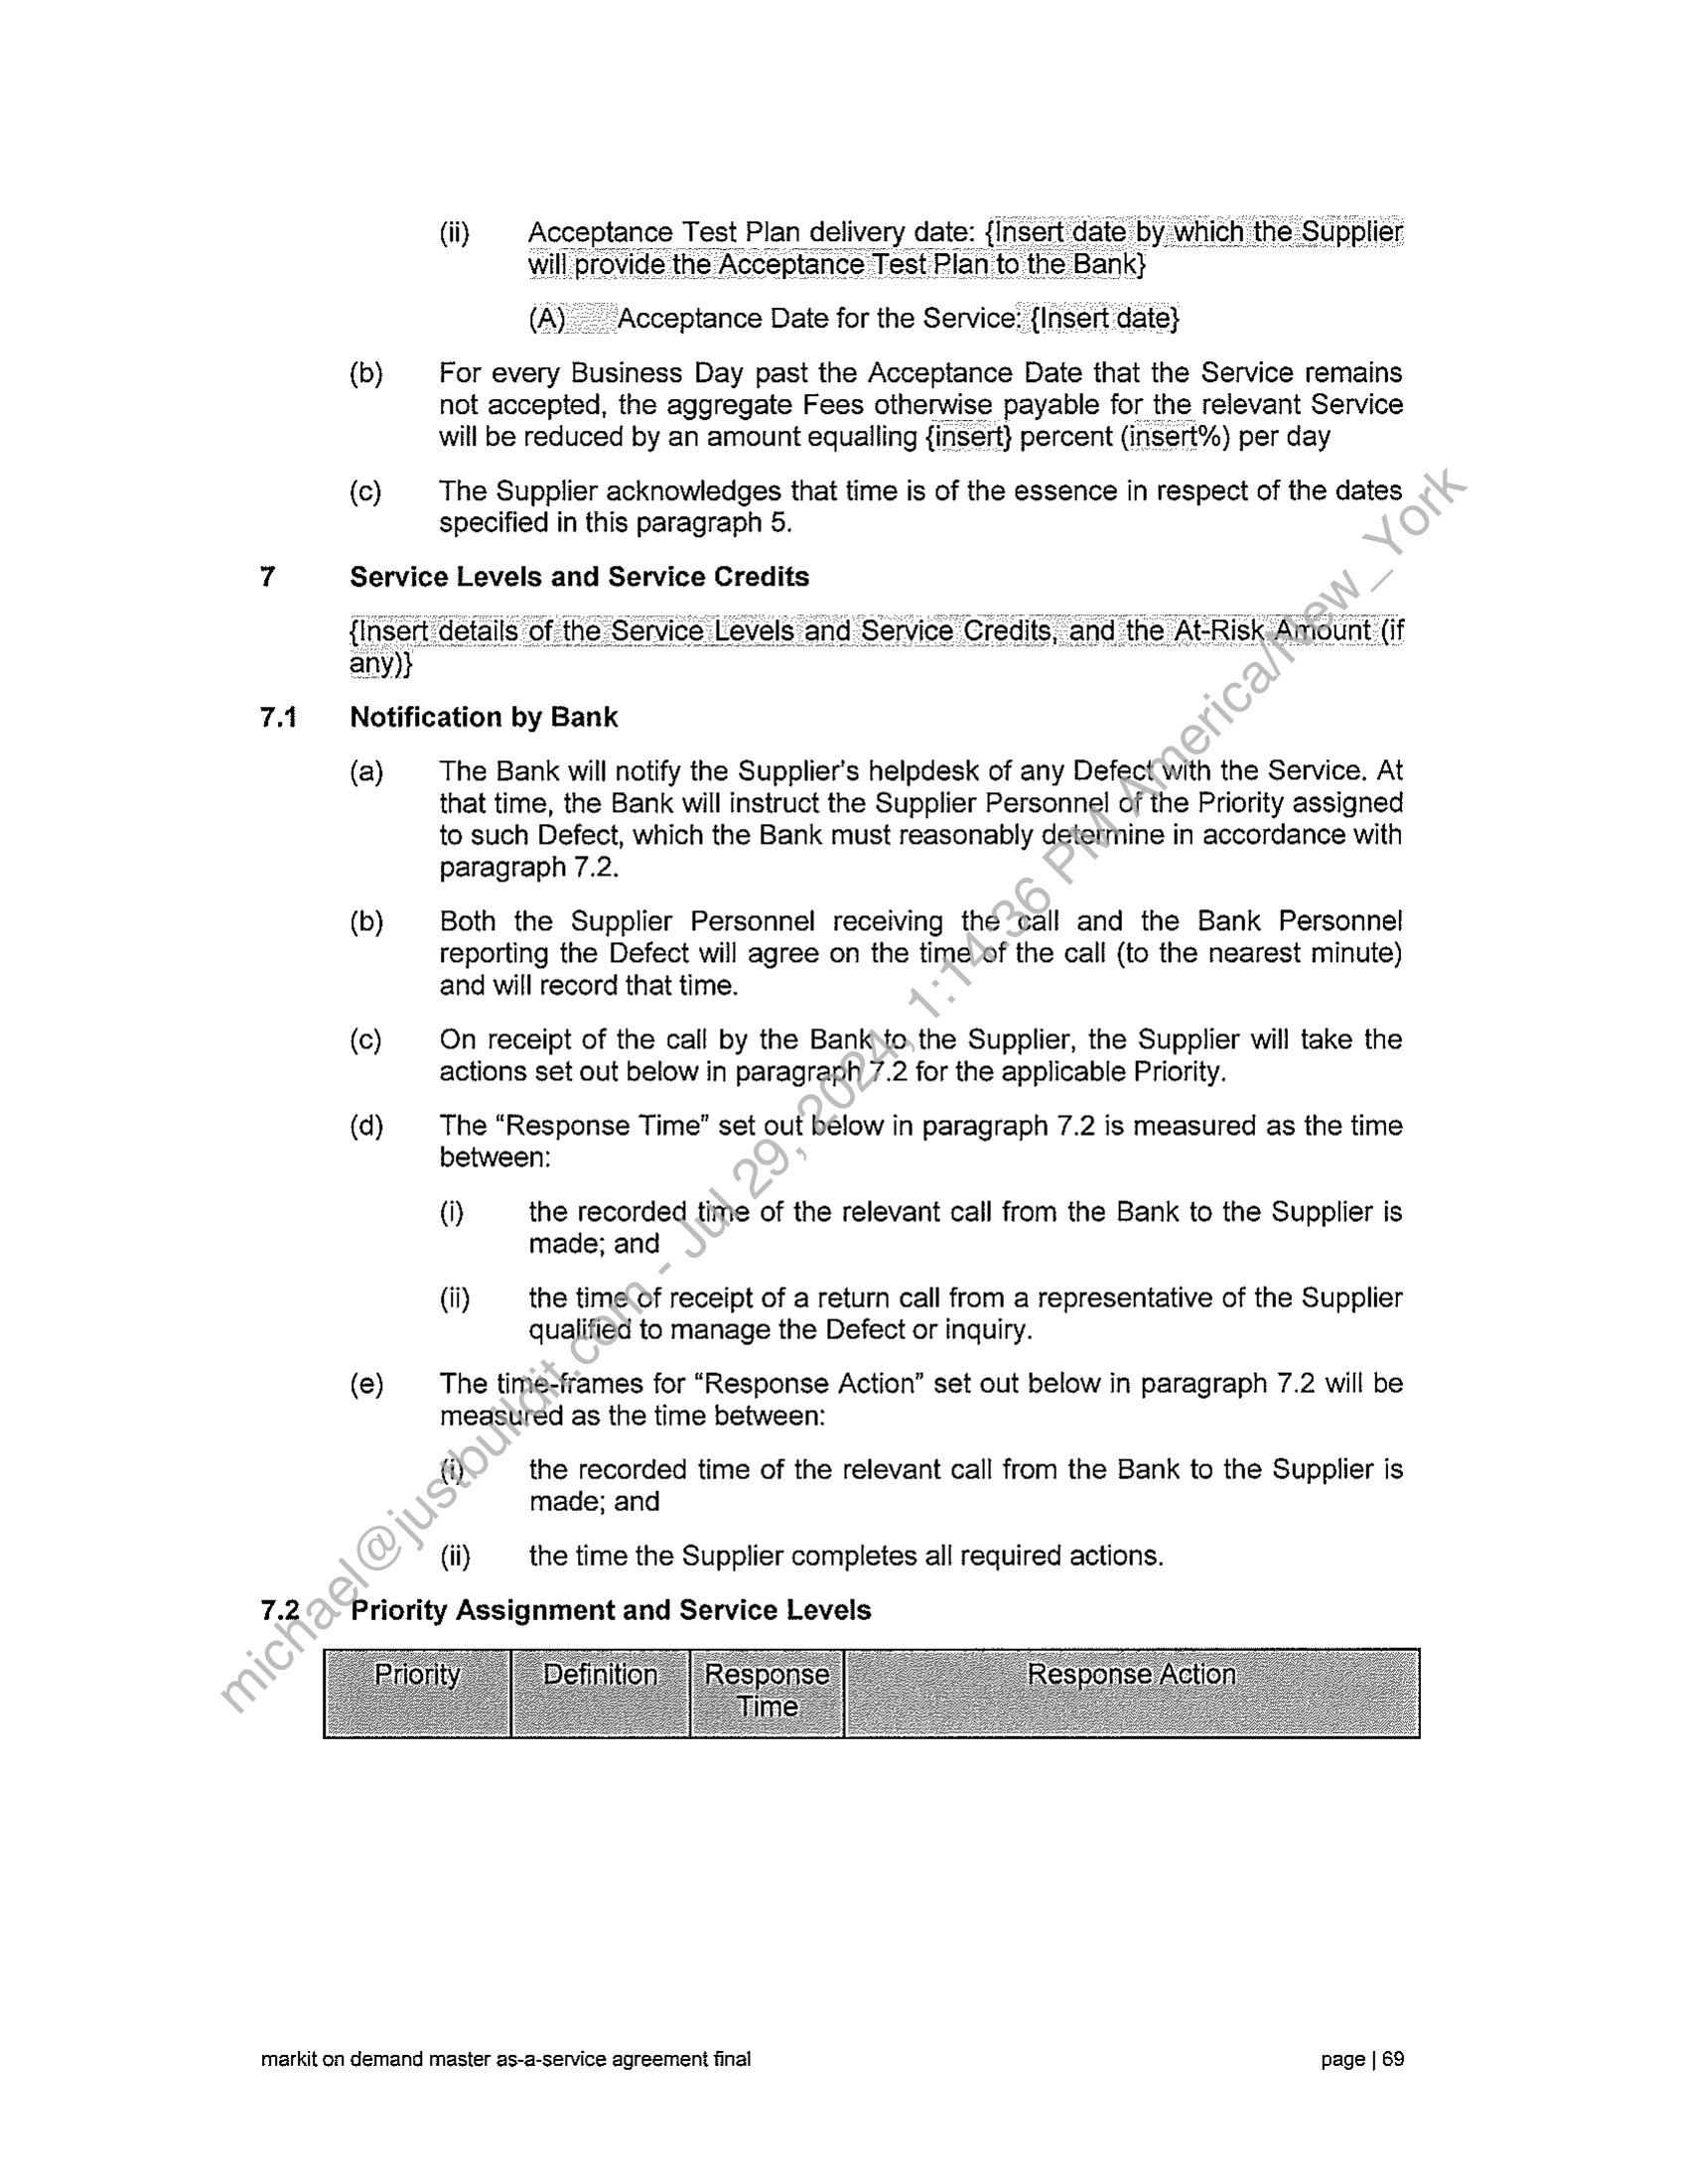 (ii) Acceptance Test Plan delivery date: {Insert date by which the Supplier
will provide the Acceptance Test Plan to the Bank}
(A) Acceptance Date for the Service: {Insert date}
(b) For every Business Day past the Acceptance Date that the Service remains
not accepted, the aggregate Fees otherwise payable for the relevant Service
will be reduced by an amount equalling {insert} percent (insert%) per day
(c) The Supplier acknowledges that time is of the essence in respect of the dates
specified in this paragraph 5.
7 Service Levels and Service Credits
{Insert details of the Service Levels and Service Credits, and the At-Risk Amount (if
any)}
7.1 Notification by Bank
(a) The Bank will notify the Supplier's helpdesk of any Defect with the Service. At
that time, the Bank will instruct the Supplier Personnel of the Priority assigned
to such Defect, which the Bank must reasonably determine in accordance with
paragraph 7.2.
(b) Both the Supplier Personnel receiving the call and the Bank Personnel
reporting the Defect will agree on the time of the call (to the nearest minute)
and will record that time.
(c) On receipt of the call by the Bank to the Supplier, the Supplier will take the
actions set out below in paragraph 7.2 for the applicable Priority.
(d) The “Response Time” set out below in paragraph 7.2 is measured as the time
between:
(i) the recorded time of the relevant call from the Bank to the Supplier is
made; and
(ii) the time of receipt of a return call from a representative of the Supplier
qualified to manage the Defect or inquiry.
(e) The time-frames for “Response Action” set out below in paragraph 7.2 will be
measured as the time between:
(i) the recorded time of the relevant call from the Bank to the Supplier is
made; and
(ii) the time the Supplier completes all required actions.
7.2 Priority Assignment and Service Levels
Priority Definition Response Response Action
Time
markit on demand master as-a-service agreement final page | 69
michael@justbuildit.com - Jul 29, 2024, 1:14:36 PM America/New_York